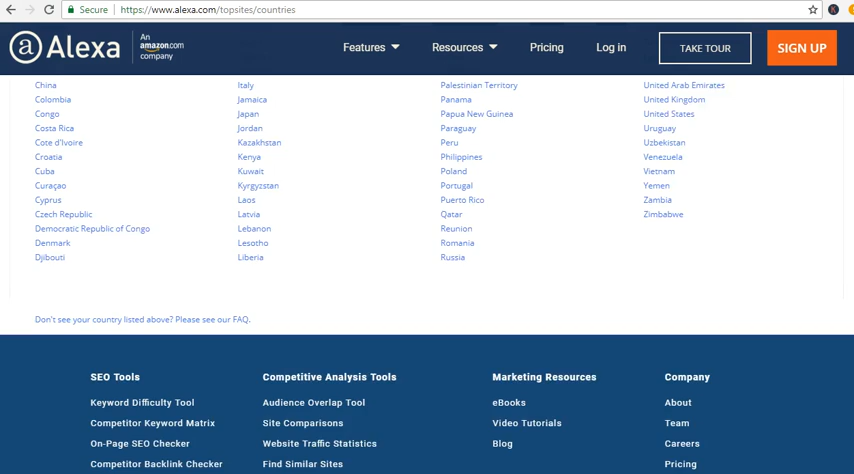 Secure https://www.alexa.com/topsites/countries
a Alexa
An
amazon.com
company
Features
Resources
Pricing
Log in
TAKE TOUR
SIGN UP
China
Colombia
Congo
Costa Rica
Cote d'Ivoire
Croatia
Cuba
Curaçao
Cyprus
Czech Republic
Democratic Republic of Congo
Denmark
Djibouti
Italy
Jamaica
Japan
Jordan
Kazakhstan
Kenya
Kuwait
Kyrgyzstan
Laos
Latvia
Lebanon
Lesotho
Liberia
Palestinian Territory
Panama
Papua New Guinea
Paraguay
Peru
Philippines
Poland
Portugal
Puerto Rico
Qatar
Reunion
Romania
Russia
United Arab Emirates
United Kingdom
United States
Uruguay
Uzbekistan
Venezuela
Vietnam
Yemen
Zambia
Zimbabwe
Don't see your country listed above? Please see our FAQ.
SEO Tools
Keyword Difficulty Tool
Competitor Keyword Matrix
On-Page SEO Checker
Competitor Backlink Checker
Competitive Analysis Tools
Audience Overlap Tool
Site Comparisons
Website Traffic Statistics
Find Similar Sites
Marketing Resources
eBooks
Video Tutorials
Blog
Company
About
Team
Careers
Pricing